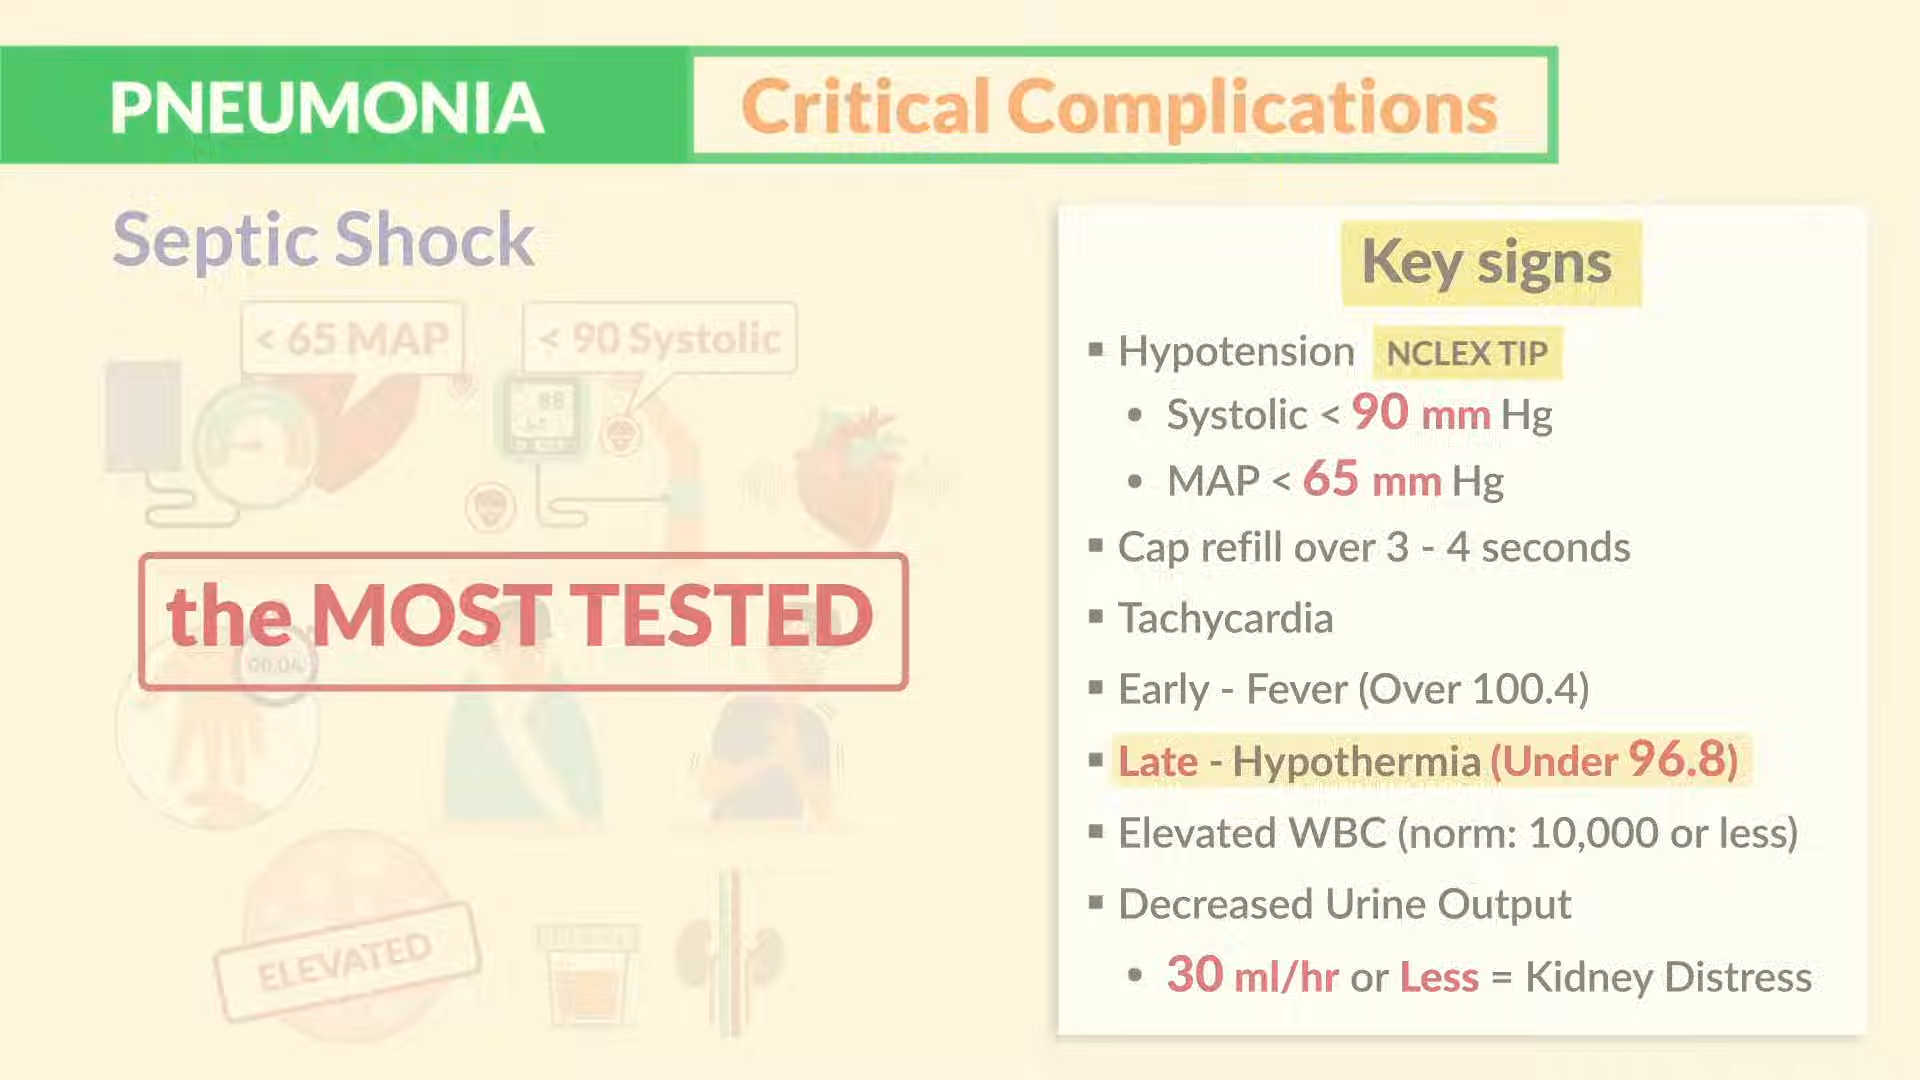 PNEUMONIA
Critical Complications
Septic Shock
< 65 MAP
< 90 Systolic
88
the MOST TESTED
00:04
ELEVATED
Key signs
▪ Hypotension NCLEX TIP
• Systolic < 90 mm Hg
• MAP < 65 mm Hg
▪ Cap refill over 3 - 4 seconds
▪ Tachycardia
▪ Early - Fever (Over 100.4)
▪ Late - Hypothermia (Under 96.8)
▪ Elevated WBC (norm: 10,000 or less)
▪ Decreased Urine Output
• 30 ml/hr or Less = Kidney Distress